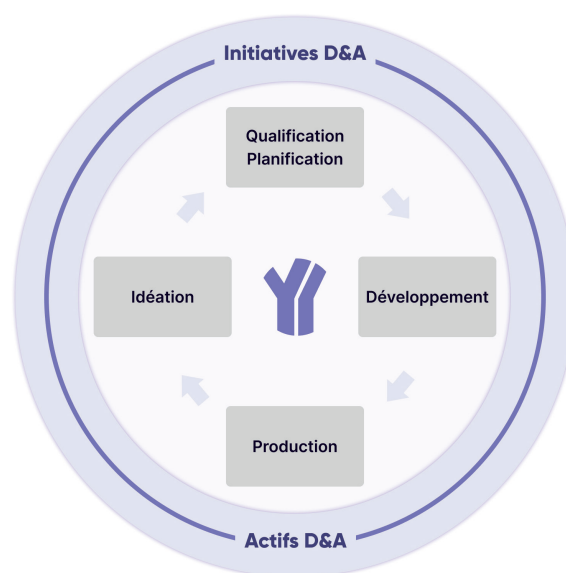 Initiatives D&A
Qualification
Planification
Idéation
Développement
Production
Actifs D&A